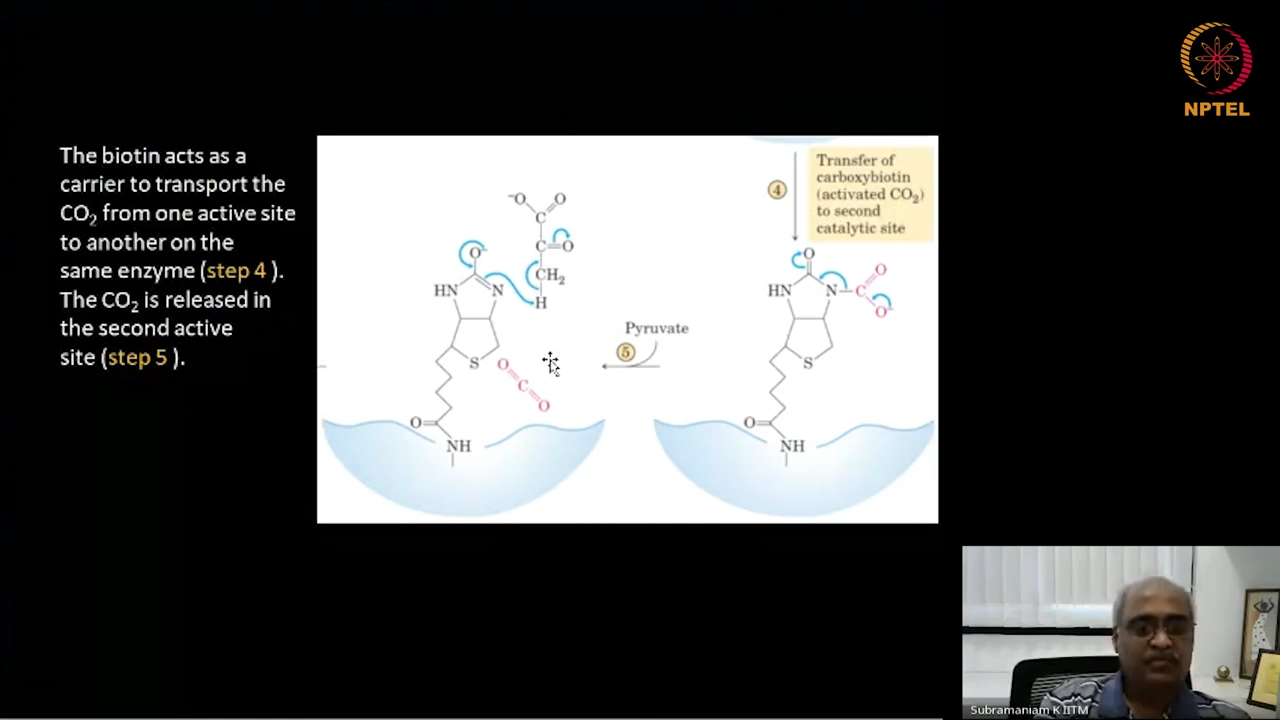 NPTEL
The biotin acts as a
carrier to transport the
CO₂ from one active site
to another on the
same enzyme (step 4 ).
The CO₂ is released in
the second active
site (step 5 ).
4
Transfer of
carboxybiotin
(activated CO₂)
to second
catalytic site
⁻O O
C
C=O
CH₂
H
O⁻
HN N
S
O=C=O
O
NH
Pyruvate
5
O
HN N—C
O
O⁻
S
O
NH
Subramaniam K IITM